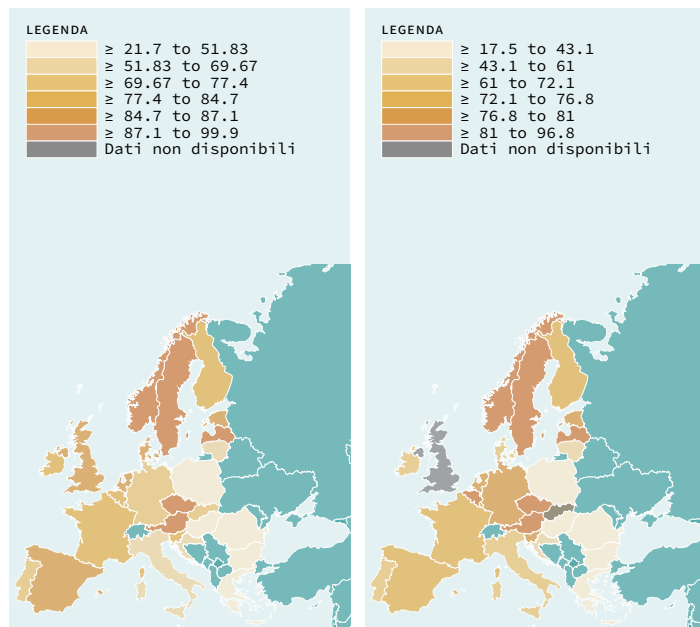 LEGENDA
≥ 21.7 to 51.83
≥ 51.83 to 69.67
≥ 69.67 to 77.4
≥ 77.4 to 84.7
≥ 84.7 to 87.1
≥ 87.1 to 99.9
Dati non disponibili
LEGENDA
≥ 17.5 to 43.1
≥ 43.1 to 61
≥ 61 to 72.1
≥ 72.1 to 76.8
≥ 76.8 to 81
≥ 81 to 96.8
Dati non disponibili